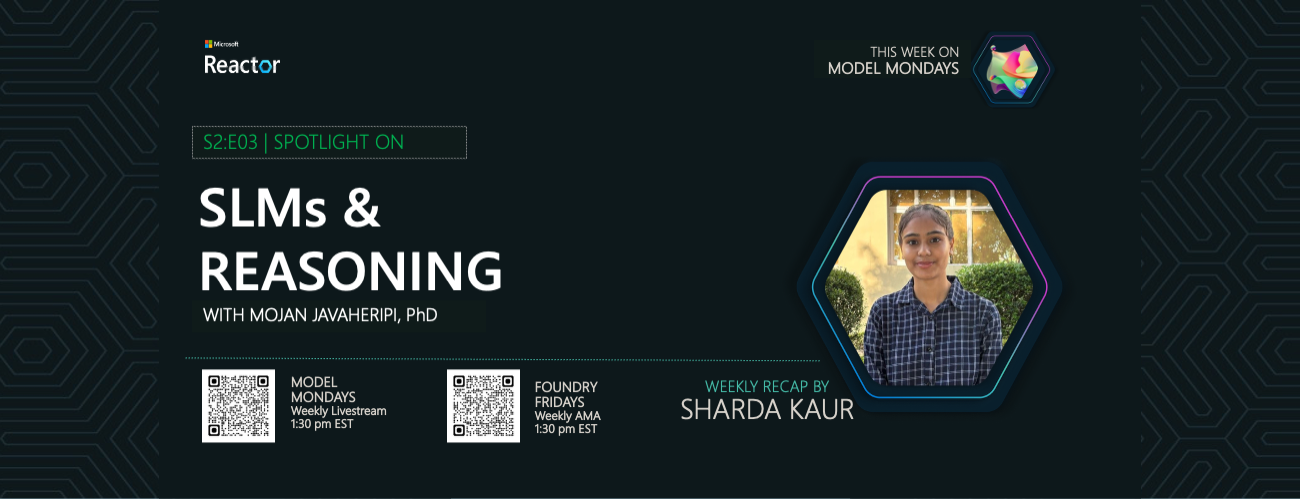 Microsoft
Reactor
THIS WEEK ON
MODEL MONDAYS
S2:E03 | SPOTLIGHT ON
SLMs &
REASONING
WITH MOJAN JAVAHERIPI, PhD
MODEL
MONDAYS
Weekly Livestream
1:30 pm EST
FOUNDRY
FRIDAYS
Weekly AMA
1:30 pm EST
WEEKLY RECAP BY
SHARDA KAUR